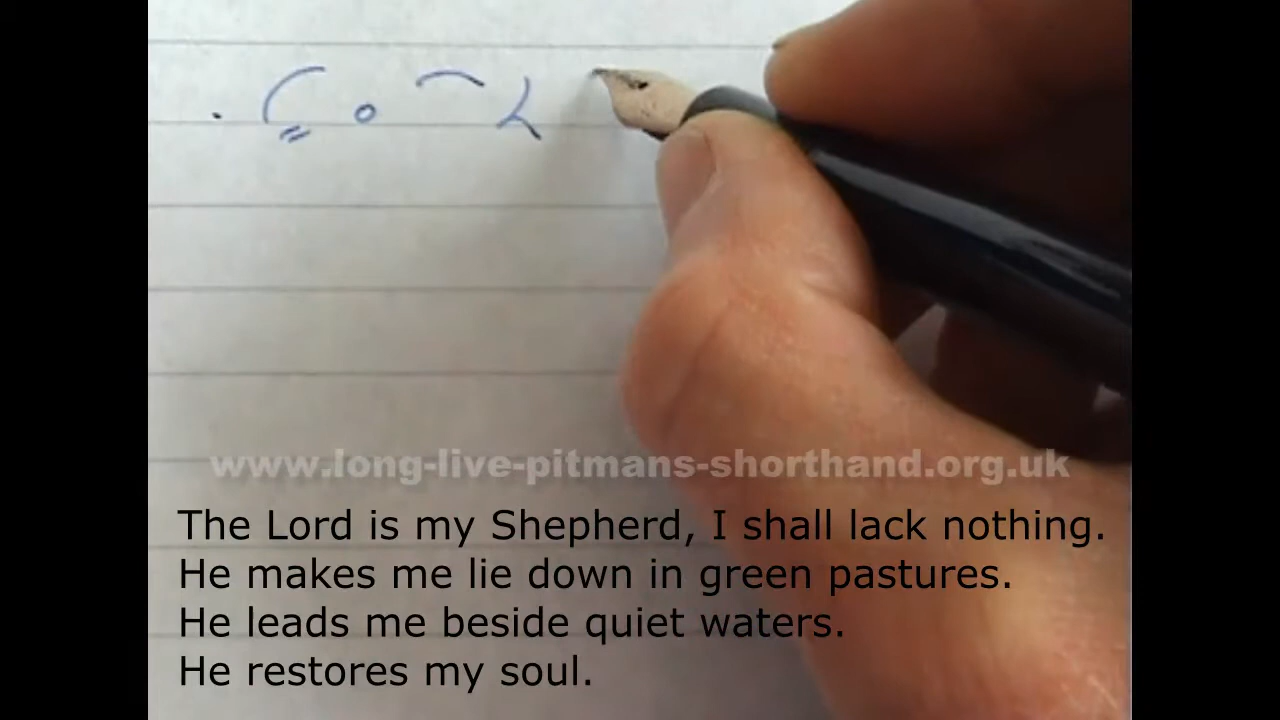 www.long-live-pitmans-shorthand.org.uk
The Lord is my Shepherd, I shall lack nothing.
He makes me lie down in green pastures.
He leads me beside quiet waters.
He restores my soul.